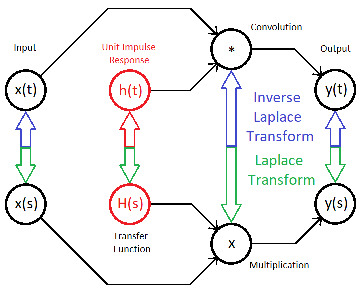 Input
Unit Impulse
Response
Convolution
Output
x(t)
h(t)
*
y(t)
Inverse
Laplace
Transform
Laplace
Transform
x(s)
H(s)
x
y(s)
Transfer
Function
Multiplication